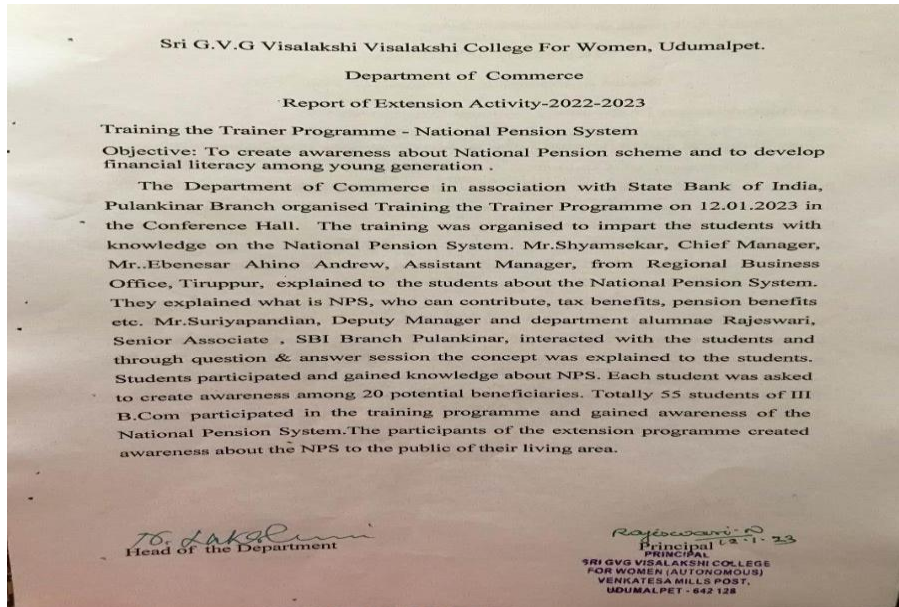 Sri G.V.G Visalakshi Visalakshi College For Women, Udumalpet.
Department of Commerce
Report of Extension Activity-2022-2023
Training the Trainer Programme - National Pension System
Objective: To create awareness about National Pension scheme and to develop
financial literacy among young generation .
The Department of Commerce in association with State Bank of India,
Pulankinar Branch organised Training the Trainer Programme on 12.01.2023 in
the Conference Hall. The training was organised to impart the students with
knowledge on the National Pension System. Mr.Shyamsekar, Chief Manager,
Mr..Ebenesar Ahino Andrew, Assistant Manager, from Regional Business
Office, Tiruppur, explained to the students about the National Pension System.
They explained what is NPS, who can contribute, tax benefits, pension benefits
etc. Mr.Suriyapandian, Deputy Manager and department alumnae Rajeswari,
Senior Associate , SBI Branch Pulankinar, interacted with the students and
through question & answer session the concept was explained to the students.
Students participated and gained knowledge about NPS. Each student was asked
to create awareness among 20 potential beneficiaries. Totally 55 students of III
B.Com participated in the training programme and gained awareness of the
National Pension System.The participants of the extension programme created
awareness about the NPS to the public of their living area.
Head of the Department
Rajeswari.N
Principal 12.1.23
PRINCIPAL
SRI GVG VISALAKSHI COLLEGE
FOR WOMEN (AUTONOMOUS)
VENKATESA MILLS POST,
UDUMALPET - 642 128